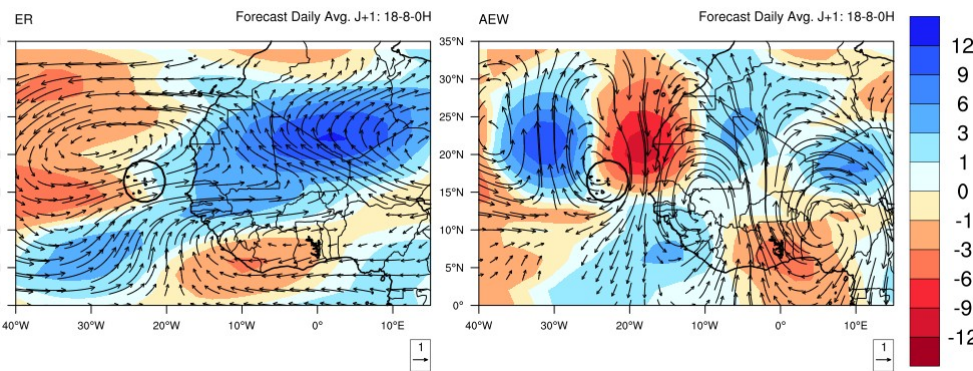 ER Forecast Daily Avg. J+1: 18-8-0H
AEW Forecast Daily Avg. J+1: 18-8-0H
35°N
30°N
25°N
20°N
15°N
10°N
5°N
0°
40°W 30°W 20°W 10°W 0° 10°E
40°W 30°W 20°W 10°W 0° 10°E
1
1
12
9
6
3
1
0
-1
-3
-6
-9
-12